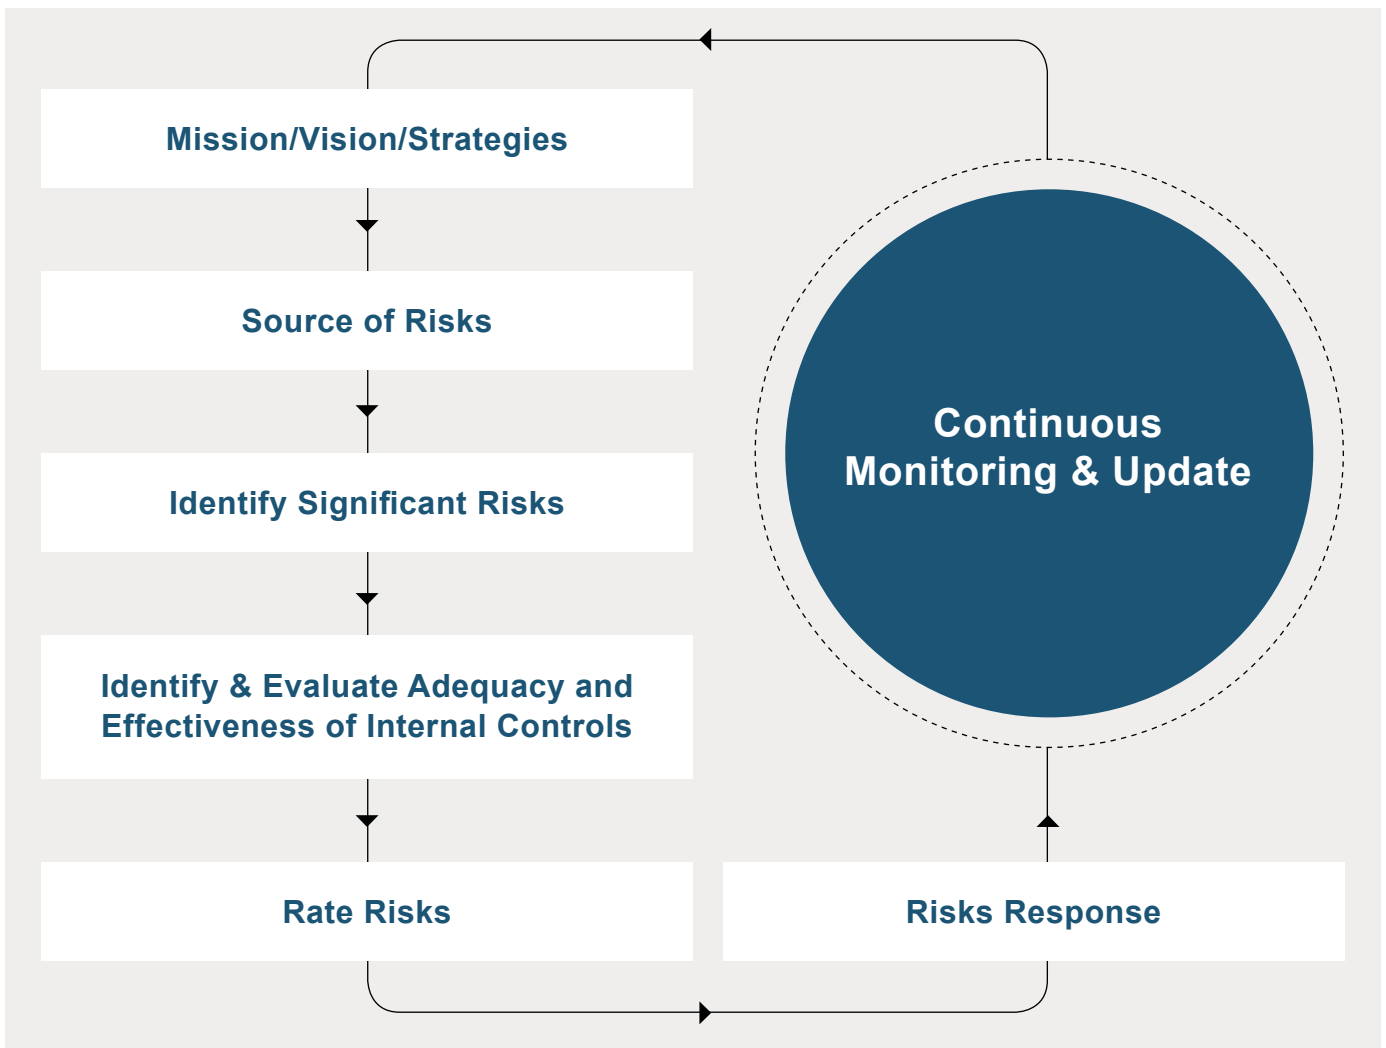 Mission/Vision/Strategies
Source of Risks
Identify Significant Risks
Identify & Evaluate Adequacy and
Effectiveness of Internal Controls
Rate Risks
Risks Response
Continuous
Monitoring & Update